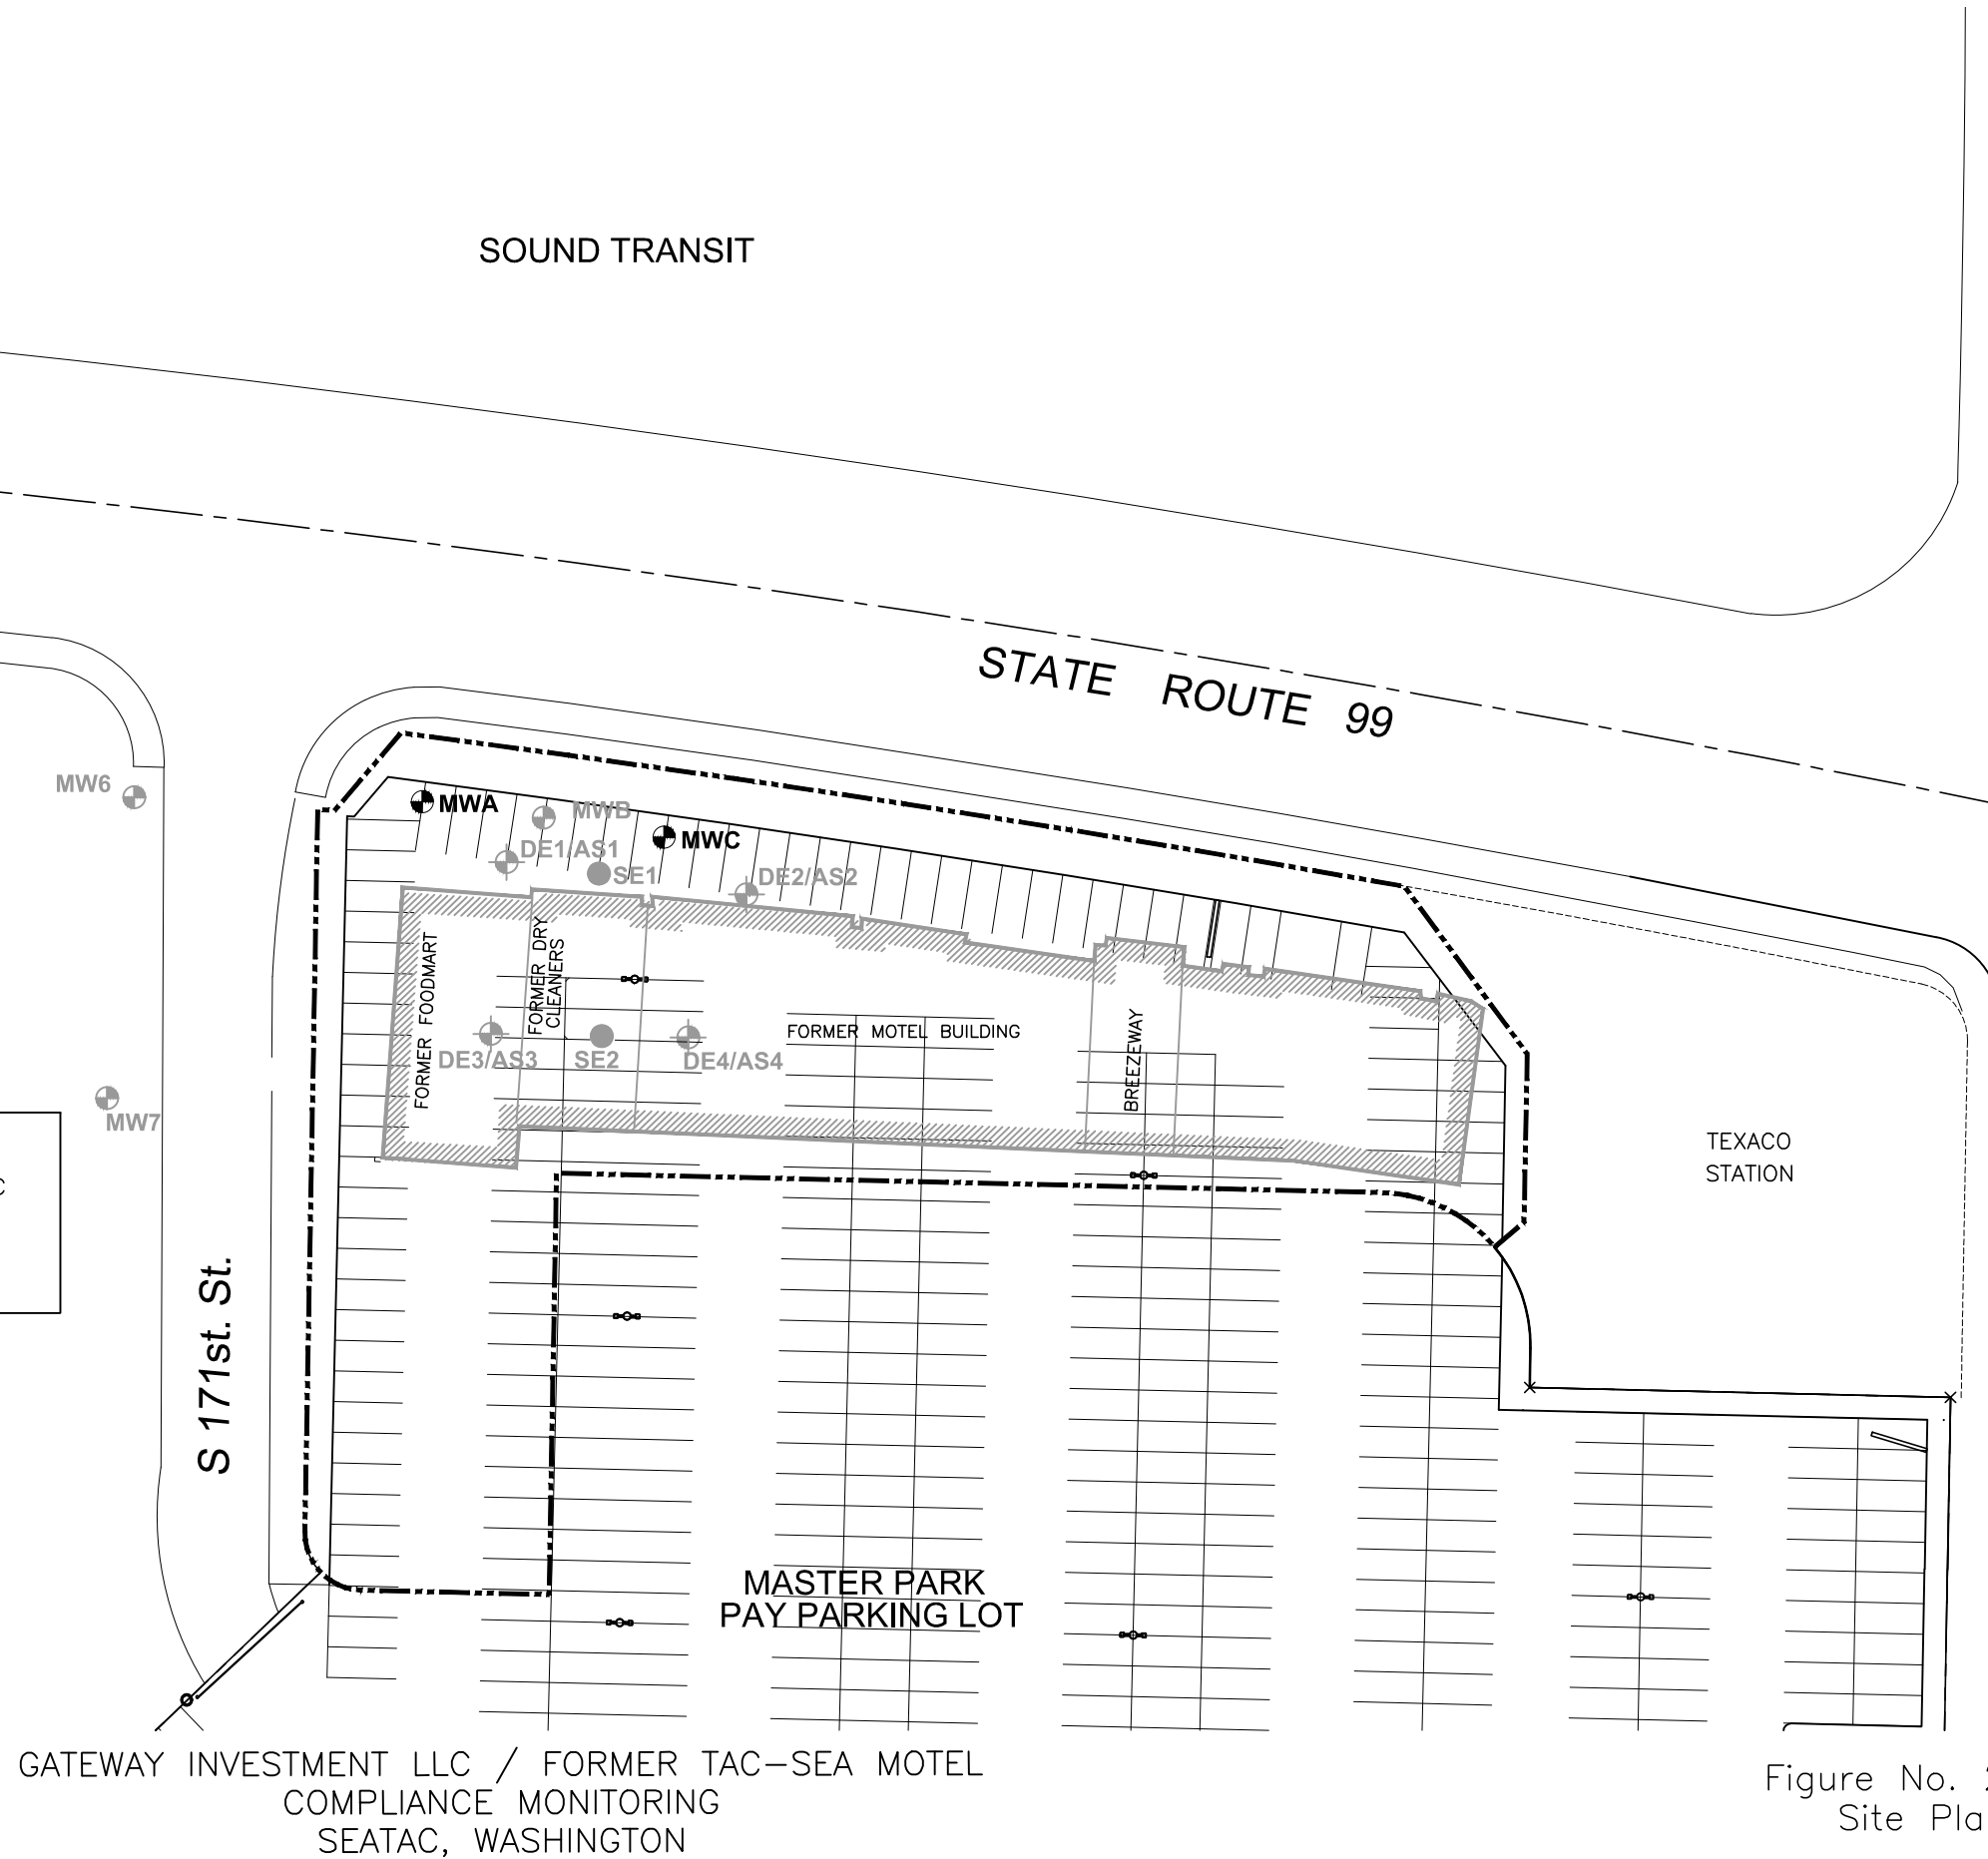 SOUND TRANSIT
STATE ROUTE 99
MW6
MWA
MWB
MWC
DE1/AS1
SE1
DE2/AS2
FORMER FOODMART
FORMER DRY
CLEANERS
FORMER MOTEL BUILDING
BREEZEWAY
DE3/AS3
SE2
DE4/AS4
MW7
TEXACO
STATION
S 171st. St.
MASTER PARK
PAY PARKING LOT
GATEWAY INVESTMENT LLC / FORMER TAC-SEA MOTEL
COMPLIANCE MONITORING
SEATAC, WASHINGTON
Figure No.
Site